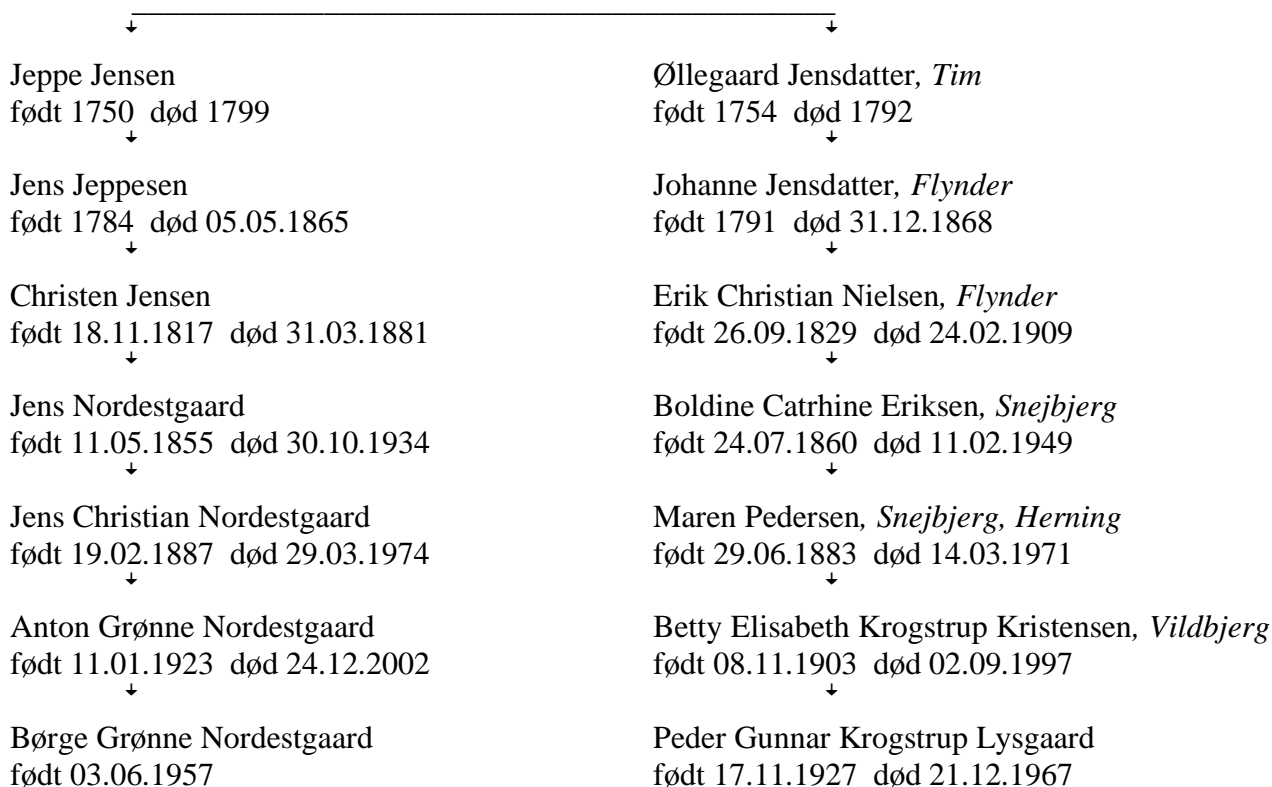 Jeppe Jensen
født 1750 død 1799
Jens Jeppesen
født 1784 død 05.05.1865
Christen Jensen
født 18.11.1817 død 31.03.1881
Jens Nordestgaard
født 11.05.1855 død 30.10.1934
Jens Christian Nordestgaard
født 19.02.1887 død 29.03.1974
Anton Grønne Nordestgaard
født 11.01.1923 død 24.12.2002
Børge Grønne Nordestgaard
født 03.06.1957
Øllegaard Jensdatter, Tim
født 1754 død 1792
Johanne Jensdatter, Flynder
født 1791 død 31.12.1868
Erik Christian Nielsen, Flynder
født 26.09.1829 død 24.02.1909
Boldine Catrhine Eriksen, Snejbjerg
født 24.07.1860 død 11.02.1949
Maren Pedersen, Snejbjerg, Herning
født 29.06.1883 død 14.03.1971
Betty Elisabeth Krogstrup Kristensen, Vildbjerg
født 08.11.1903 død 02.09.1997
Peder Gunnar Krogstrup Lysgaard
født 17.11.1927 død 21.12.1967